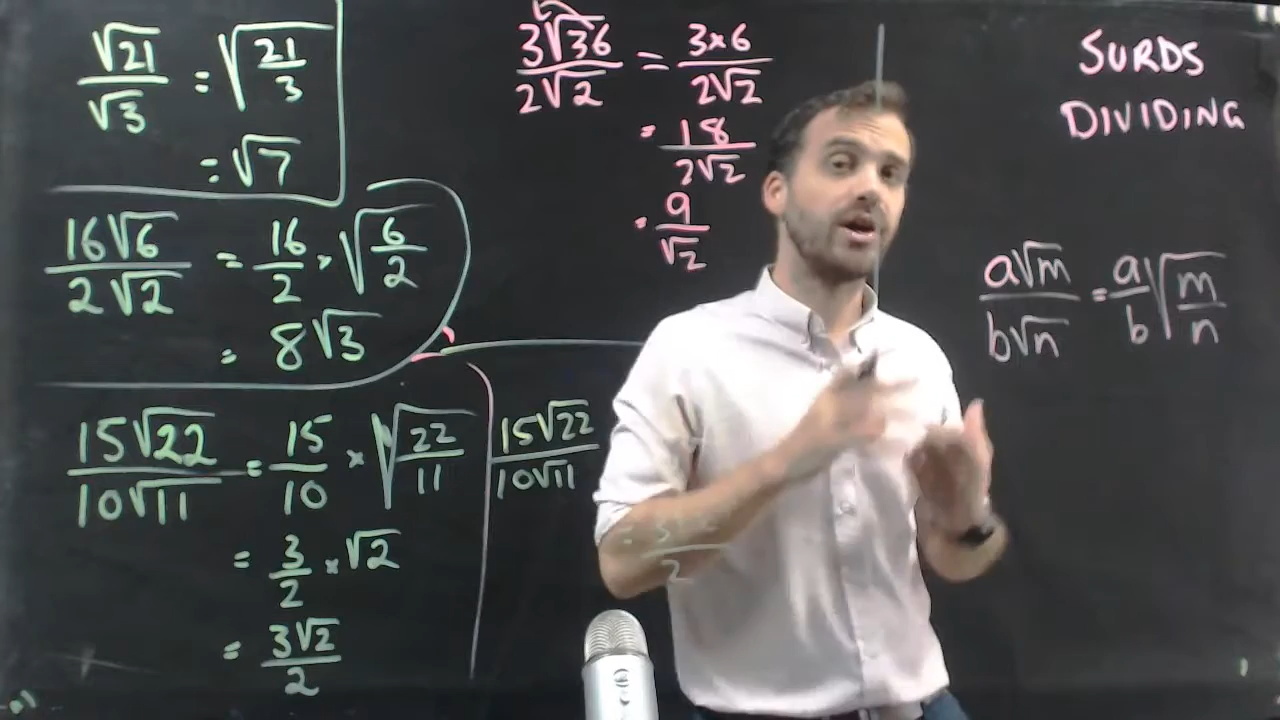 √21/√3 = √(21/3)
= √7
16√6/2√2 = 16/2 × √(6/2)
= 8√3
15√22/10√11 = 15/10 × √(22/11)
= 3/2 × √2
= 3√2/2
3√36/2√2 = 3×6/2√2
= 18/2√2
= 9/√2
15√22/10√11
SURDS
DIVIDING
a√m/b√n = a/b √(m/n)